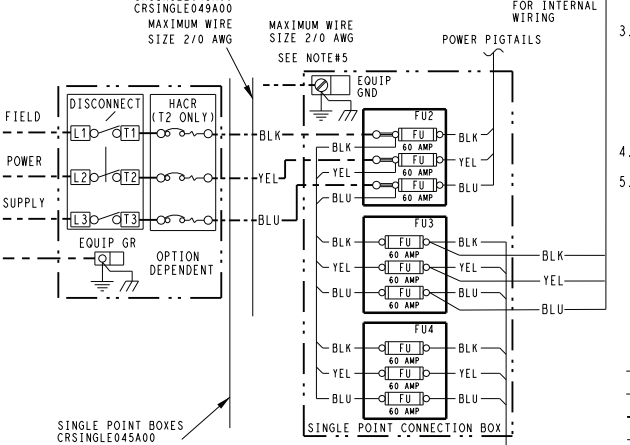 CRSINGLE049A00
MAXIMUM WIRE
SIZE 2/0 AWG
MAXIMUM WIRE
SIZE 2/0 AWG
SEE NOTE#5
FOR INTERNAL
WIRING
POWER PIGTAILS
3.
4.
5.
EQUIP
GND
DISCONNECT
HACR
(T2 ONLY)
FIELD
POWER
SUPPLY
L1 T1
L2 T2
L3 T3
EQUIP GR
OPTION
DEPENDENT
BLK
YEL
BLU
FU2
BLK FU BLK
60 AMP
YEL FU YEL
60 AMP
BLU FU BLU
60 AMP
FU3
BLK FU BLK
60 AMP
YEL FU YEL
60 AMP
BLU FU BLU
60 AMP
BLK
YEL
BLU
FU4
BLK FU BLK
60 AMP
YEL FU YEL
60 AMP
BLU FU BLU
60 AMP
SINGLE POINT CONNECTION BOX
SINGLE POINT BOXES
CRSINGLE045A00